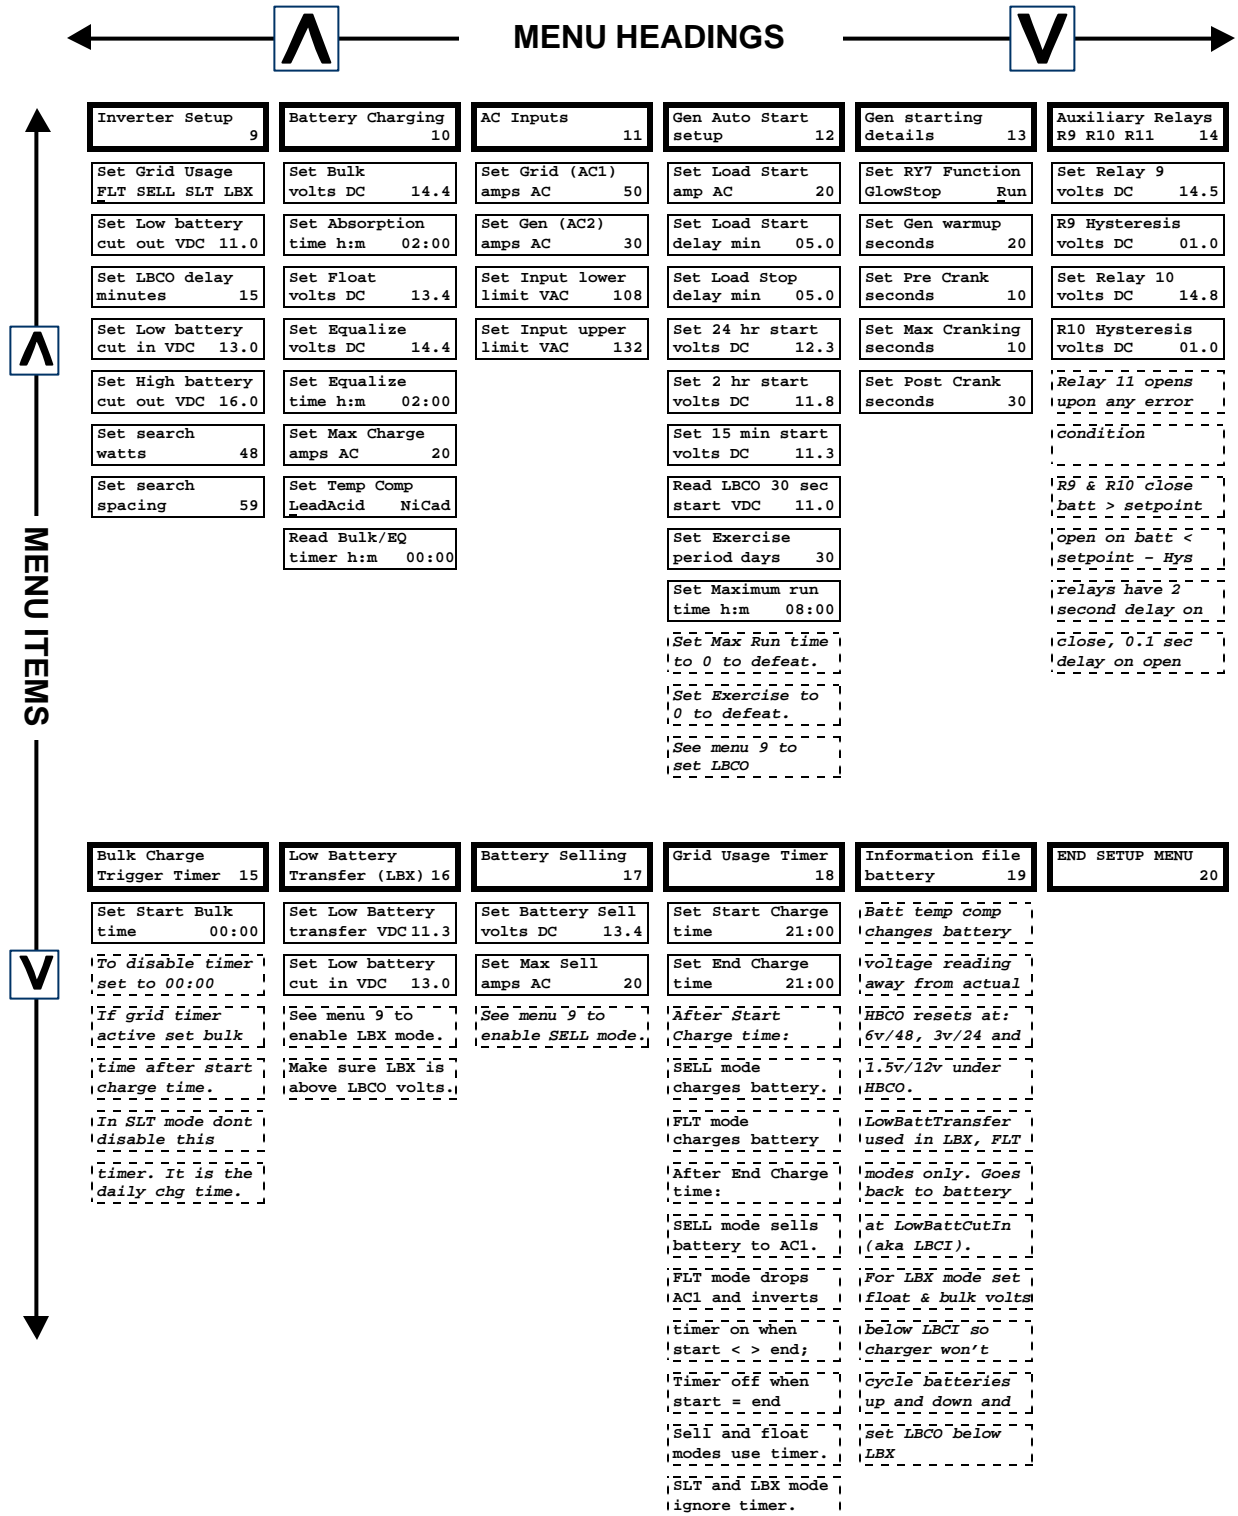 MENU HEADINGS
MENU ITEMS
Inverter Setup
9
Set Grid Usage
FLT SELL SLT LBX
Set Low battery
cut out VDC 11.0
Set LBCO delay
minutes 15
Set Low battery
cut in VDC 13.0
Set High battery
cut out VDC 16.0
Set search
watts 48
Set search
spacing 59
Battery Charging
10
Set Bulk
volts DC 14.4
Set Absorption
time h:m 02:00
Set Float
volts DC 13.4
Set Equalize
volts DC 14.4
Set Equalize
time h:m 02:00
Set Max Charge
amps AC 20
Set Temp Comp
LeadAcid NiCad
Read Bulk/EQ
timer h:m 00:00
AC Inputs
11
Set Grid (AC1)
amps AC 50
Set Gen (AC2)
amps AC 30
Set Input lower
limit VAC 108
Set Input upper
limit VAC 132
Gen Auto Start
setup 12
Set Load Start
amp AC 20
Set Load Start
delay min 05.0
Set Load Stop
delay min 05.0
Set 24 hr start
volts DC 12.3
Set 2 hr start
volts DC 11.8
Set 15 min start
volts DC 11.3
Read LBCO 30 sec
start VDC 11.0
Set Exercise
period days 30
Set Maximum run
time h:m 08:00
Set Max Run time
to 0 to defeat.
Set Exercise to
0 to defeat.
See menu 9 to
set LBCO
Gen starting
details 13
Set RY7 Function
GlowStop Run
Set Gen warmup
seconds 20
Set Pre Crank
seconds 10
Set Max Cranking
seconds 10
Set Post Crank
seconds 30
Auxiliary Relays
R9 R10 R11 14
Set Relay 9
volts DC 14.5
R9 Hysteresis
volts DC 01.0
Set Relay 10
volts DC 14.8
R10 Hysteresis
volts DC 01.0
Relay 11 opens
upon any error
condition
R9 & R10 close
batt > setpoint
open on batt <
setpoint – Hys
relays have 2
second delay on
close, 0.1 sec
delay on open
Bulk Charge
Trigger Timer 15
Set Start Bulk
time 00:00
To disable timer
set to 00:00
If grid timer
active set bulk
time after start
charge time.
In SLT mode dont
disable this
timer. It is the
daily chg time.
Low Battery
Transfer (LBX) 16
Set Low Battery
transfer VDC 11.3
Set Low battery
cut in VDC 13.0
See menu 9 to
enable LBX mode.
Make sure LBX is
above LBCO volts.
Battery Selling
17
Set Battery Sell
volts DC 13.4
Set Max Sell
amps AC 20
See menu 9 to
enable SELL mode.
Grid Usage Timer
18
Set Start Charge
time 21:00
Set End Charge
time 21:00
After Start
Charge time:
SELL mode
charges battery.
FLT mode
charges battery
After End Charge
time:
SELL mode sells
battery to AC1.
FLT mode drops
AC1 and inverts
timer on when
start < > end;
Timer off when
start = end
Sell and float
modes use timer.
SLT and LBX mode
ignore timer.
Information file
battery 19
Batt temp comp
changes battery
voltage reading
away from actual
HBCO resets at:
6v/48, 3v/24 and
1.5v/12v under
HBCO.
LowBattTransfer
used in LBX, FLT
modes only. Goes
back to battery
at LowBattCutIn
(aka LBCI).
For LBX mode set
float & bulk volts
below LBCI so
charger won't
cycle batteries
up and down and
set LBCO below
LBX
END SETUP MENU
20